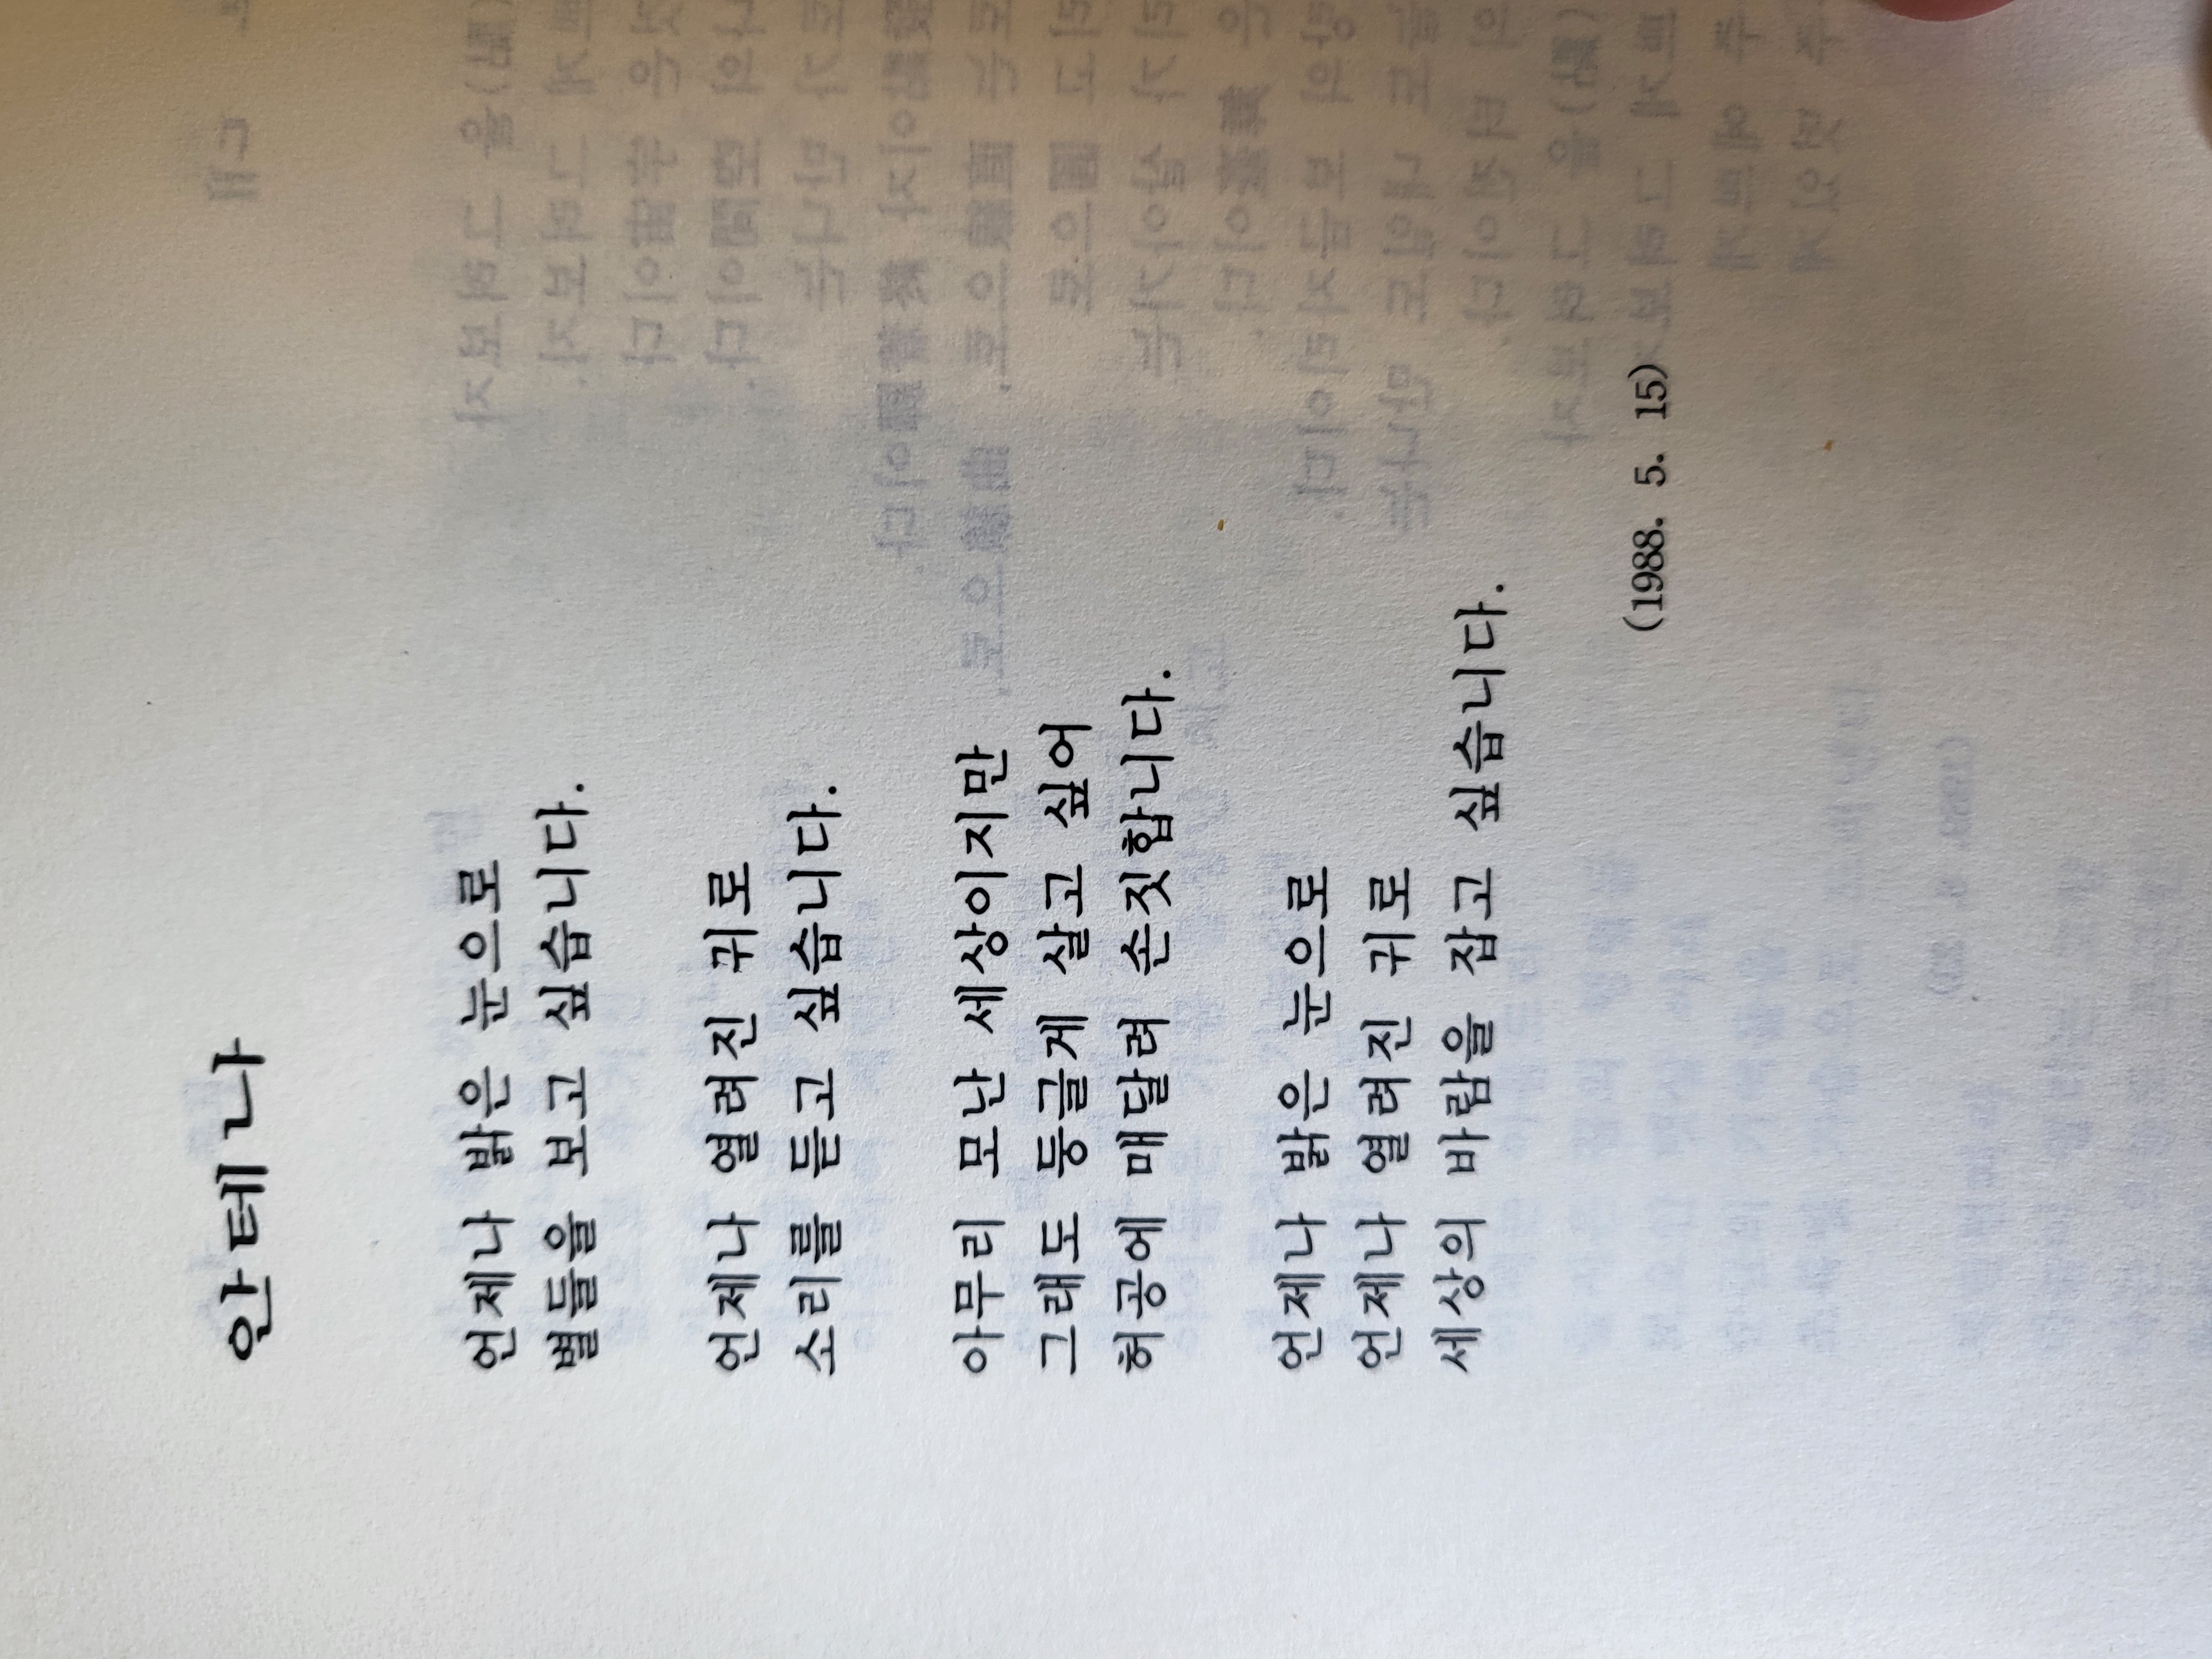 안테나
언제나 밝은 눈으로
별들을 보고 싶습니다.
언제나 열려진 귀로
소리를 듣고 싶습니다.
아무리 모난 세상이지만
그래도 둥글게 살고 싶어
허공에 매달려 손짓합니다.
언제나 밝은 눈으로
언제나 열려진 귀로
세상의 바람을 잡고 싶습니다.
(1988. 5. 15)